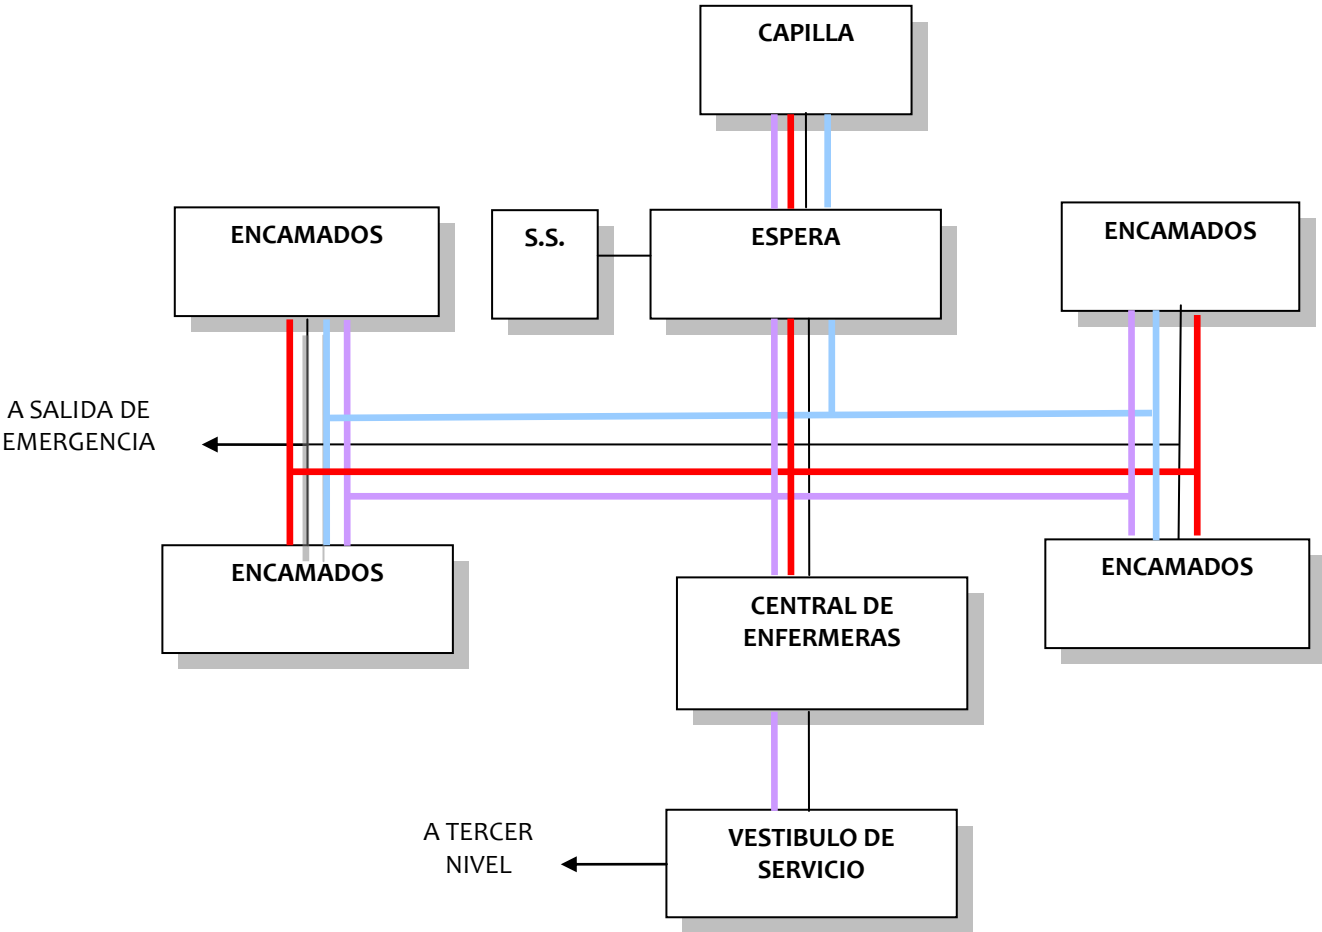 CAPILLA
ENCAMADOS
S.S.
ESPERA
ENCAMADOS
A SALIDA DE
EMERGENCIA
ENCAMADOS
CENTRAL DE
ENFERMERAS
ENCAMADOS
A TERCER
NIVEL
VESTIBULO DE
SERVICIO